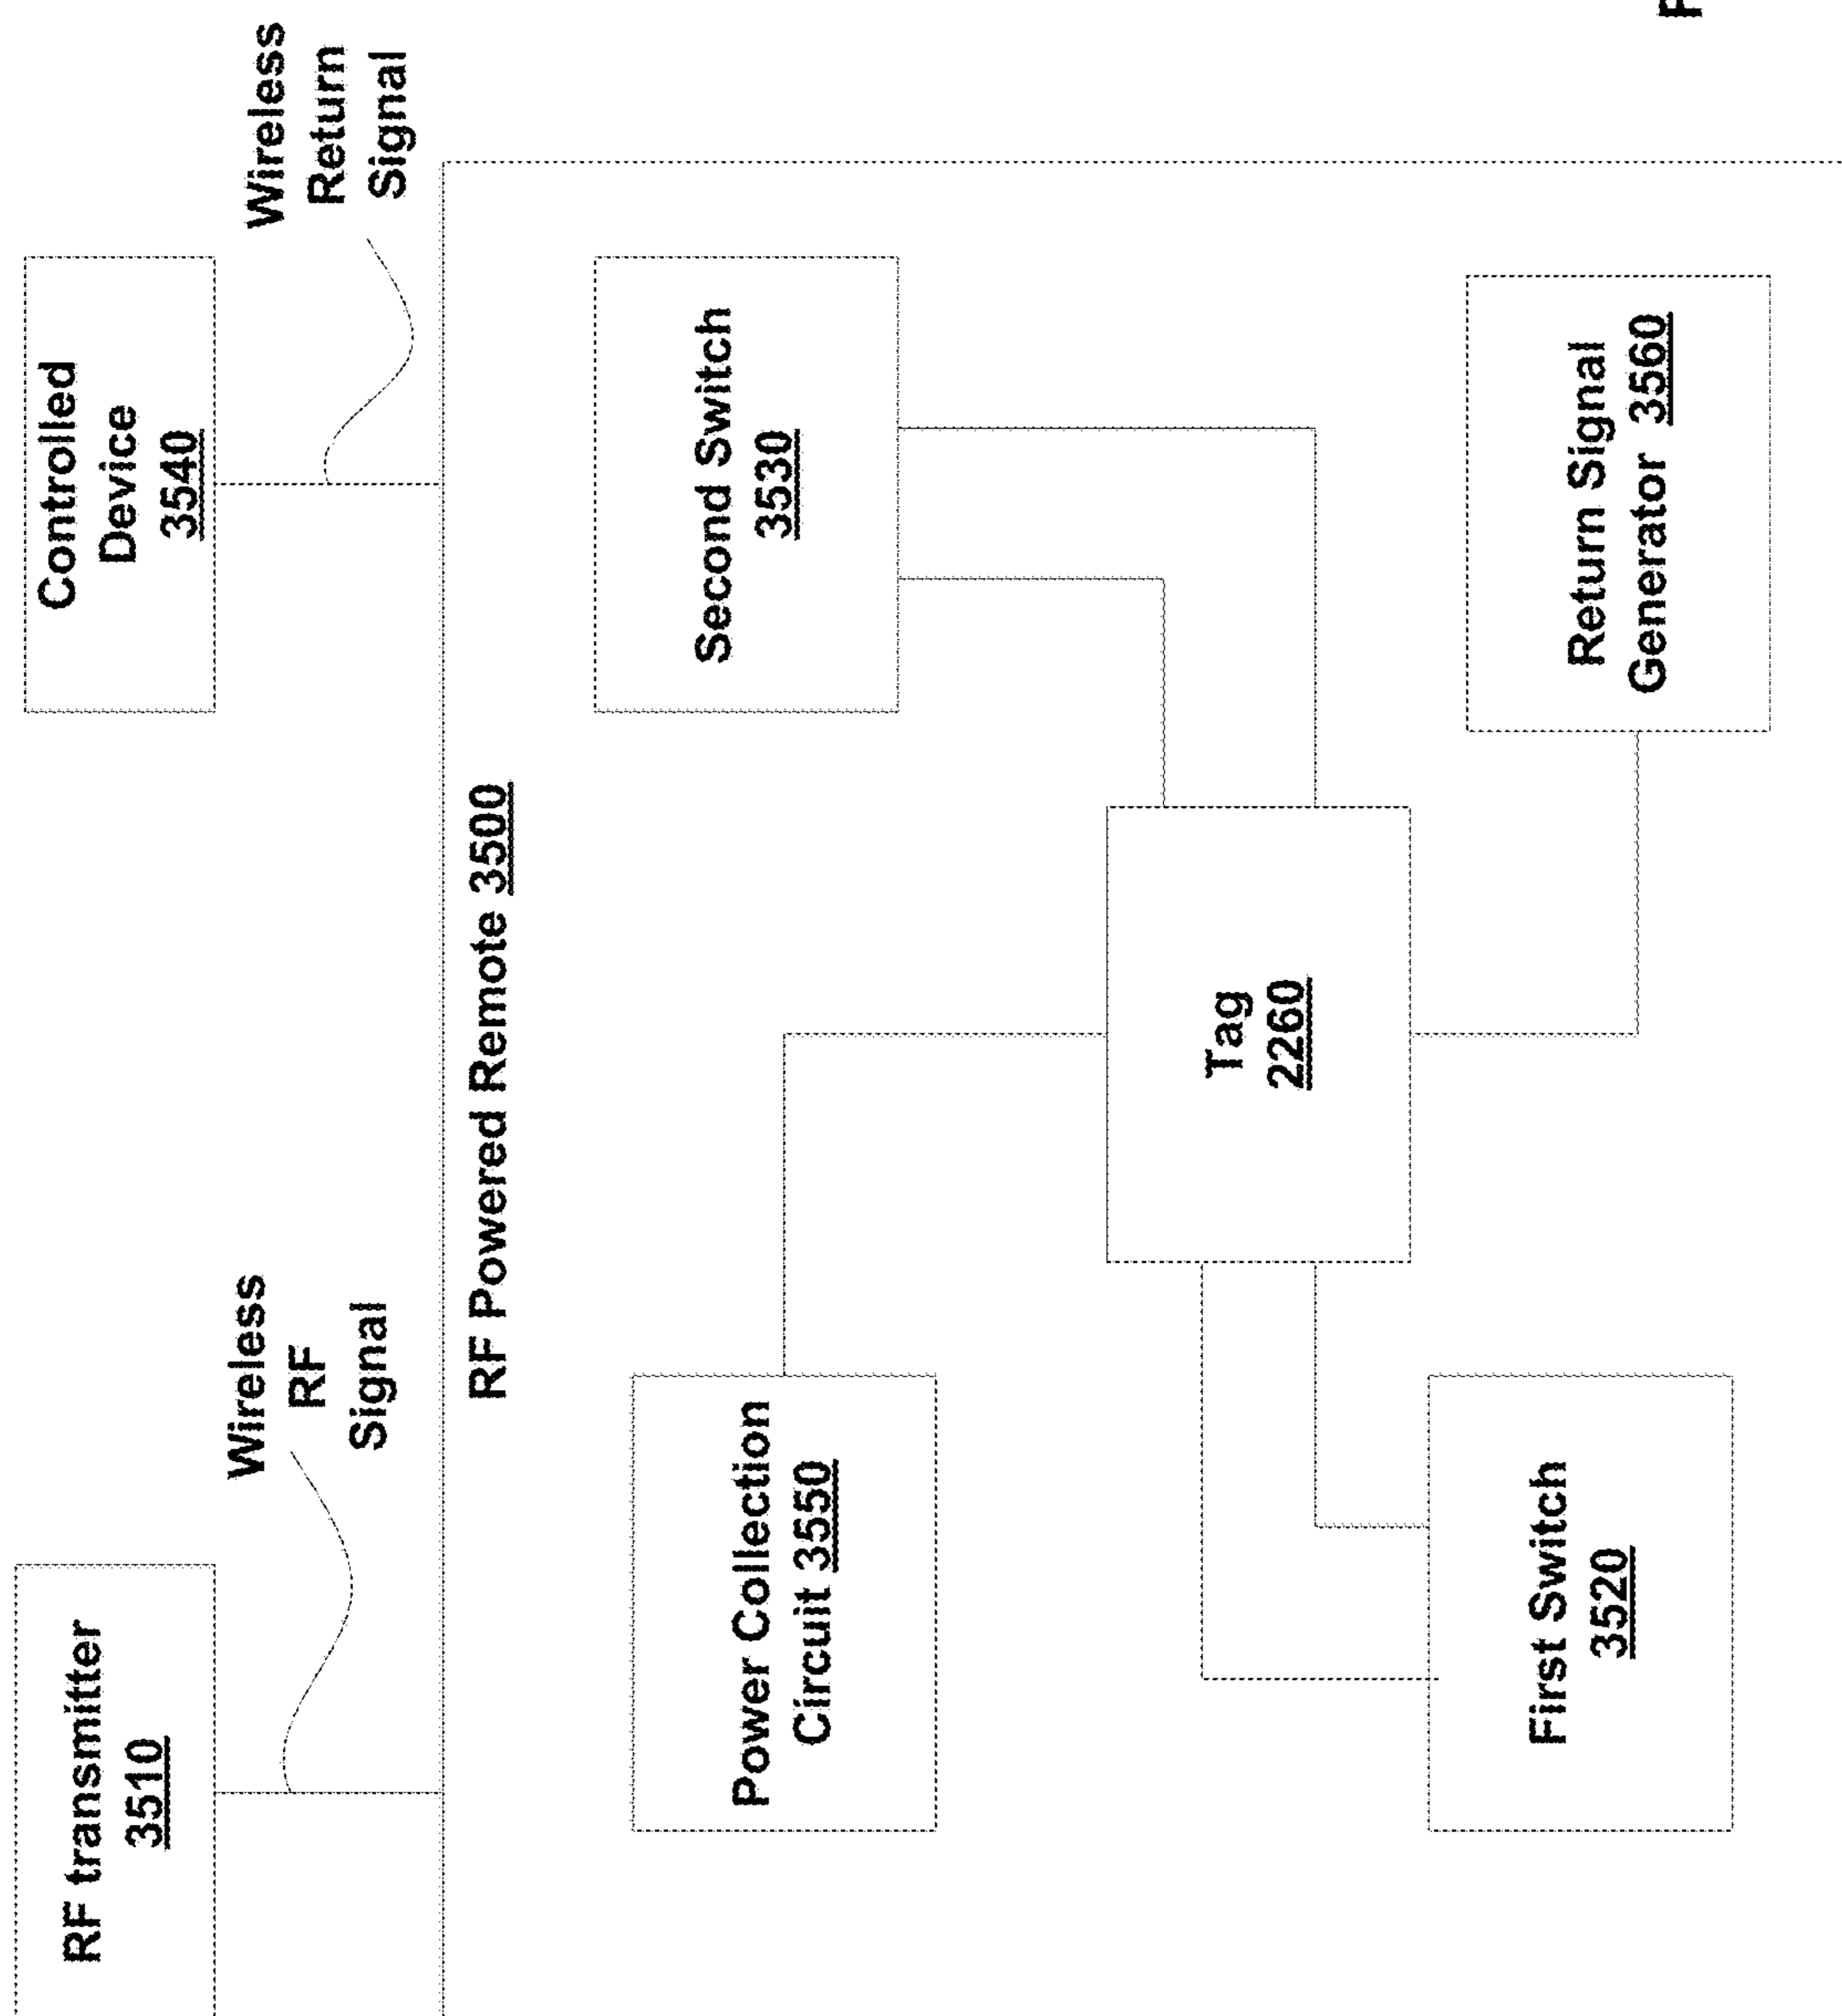 RF transmitter
3510
Wireless
RF
Signal
Controlled
Device
3540
Wireless
Return
Signal
RF Powered Remote 3500
Power Collection
Circuit 3550
Second Switch
3530
Tag
2260
First Switch
3520
Return Signal
Generator 3560